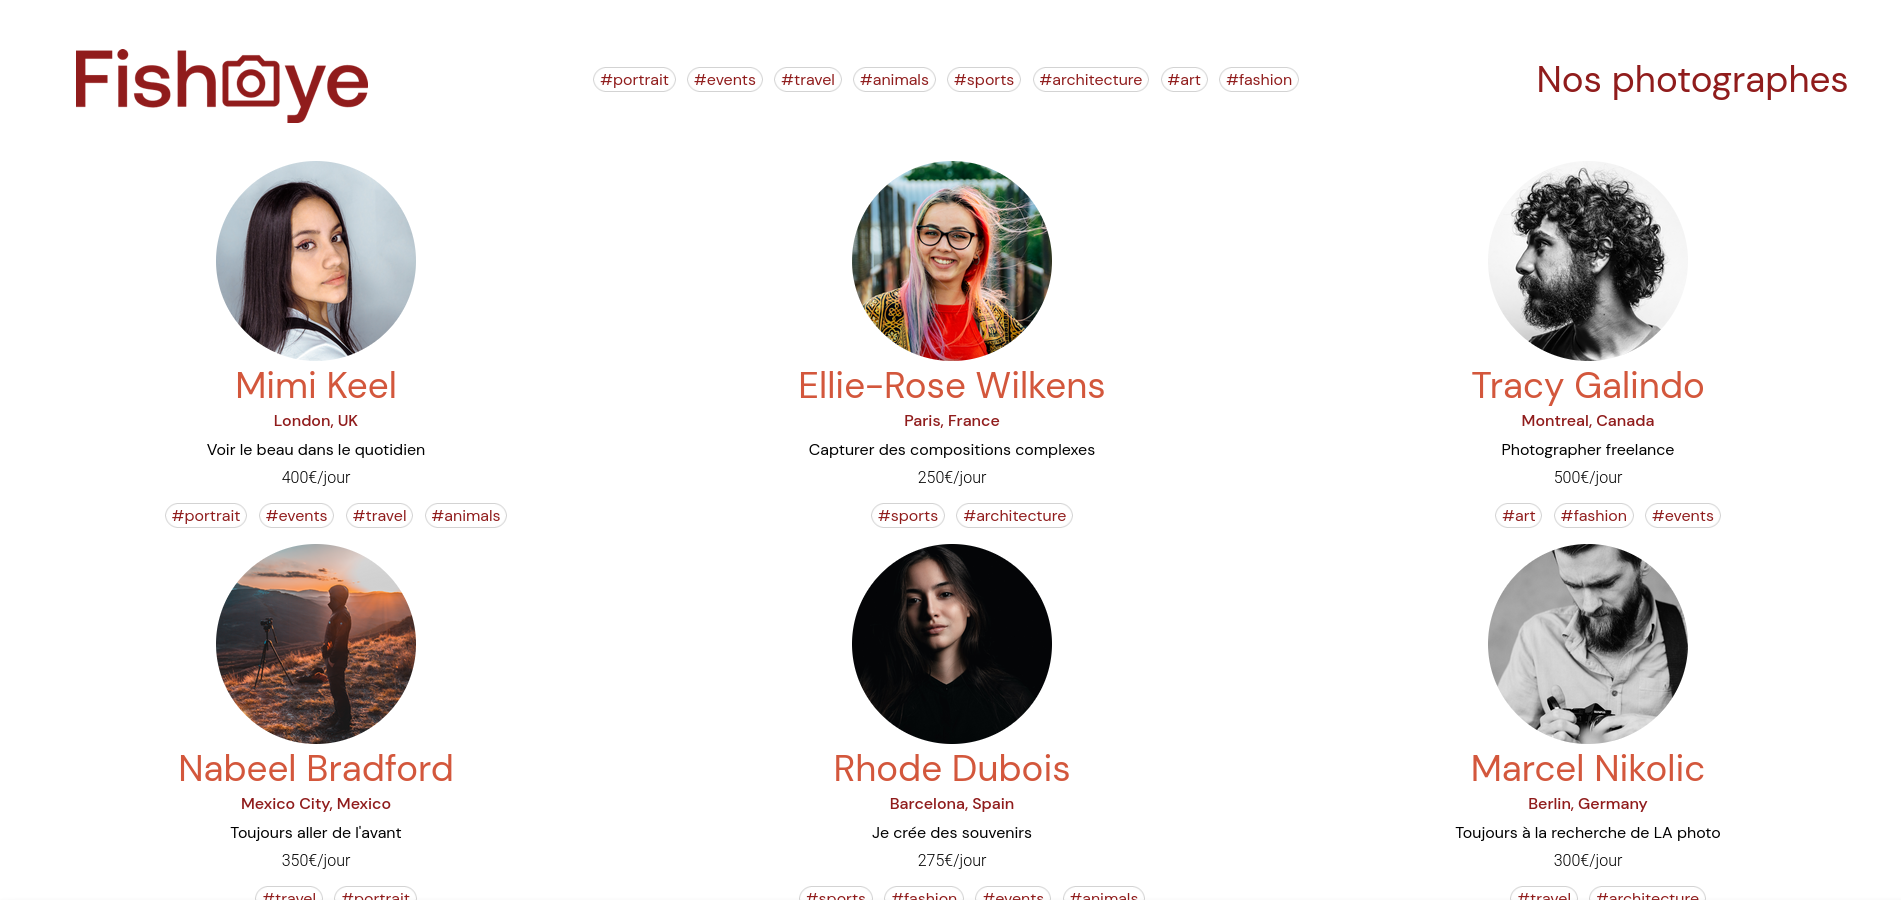 Fisheye
#portrait #events #travel #animals #sports #architecture #art #fashion
Nos photographes
Mimi Keel
London, UK
Voir le beau dans le quotidien
400€/jour
#portrait #events #travel #animals
Ellie-Rose Wilkens
Paris, France
Capturer des compositions complexes
250€/jour
#sports #architecture
Tracy Galindo
Montreal, Canada
Photographer freelance
500€/jour
#art #fashion #events
Nabeel Bradford
Mexico City, Mexico
Toujours aller de l'avant
350€/jour
#travel #portrait
Rhode Dubois
Barcelona, Spain
Je crée des souvenirs
275€/jour
#sports #fashion #events #animals
Marcel Nikolic
Berlin, Germany
Toujours à la recherche de LA photo
300€/jour
#travel #architecture